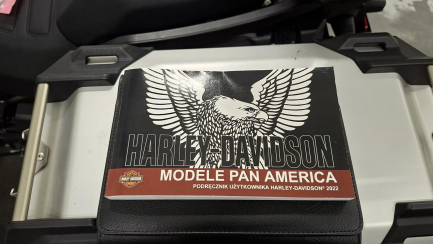 HARLEY-DAVIDSON
MODELE PAN AMERICA
PODRĘCZNIK UŻYTKOWNIKA HARLEY-DAVIDSON® 2022